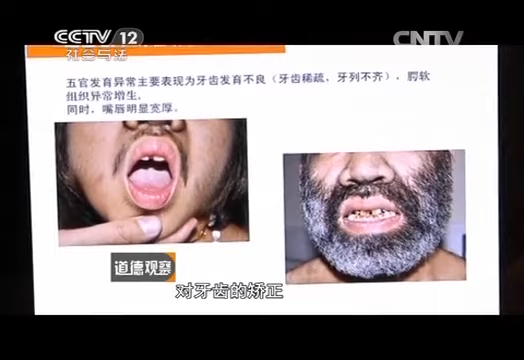 CCTV 12
社会与法
CNTV
五官发育异常主要表现为牙齿发育不良（牙齿稀疏，牙列不齐），腭软
组织异常增生，
同时，嘴唇明显宽厚。
道德观察
对牙齿的矫正